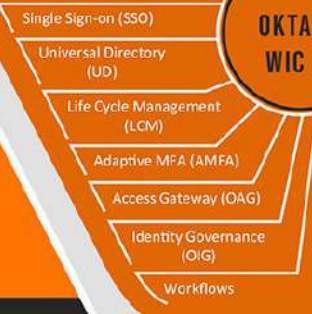 Single Sign-on (SSO)
OKTA
WIC
Universal Directory
(UD)
Life Cycle Management
(LCM)
Adaptive MFA (AMFA)
Access Gateway (OAG)
Identity Governance
(OIG)
Workflows